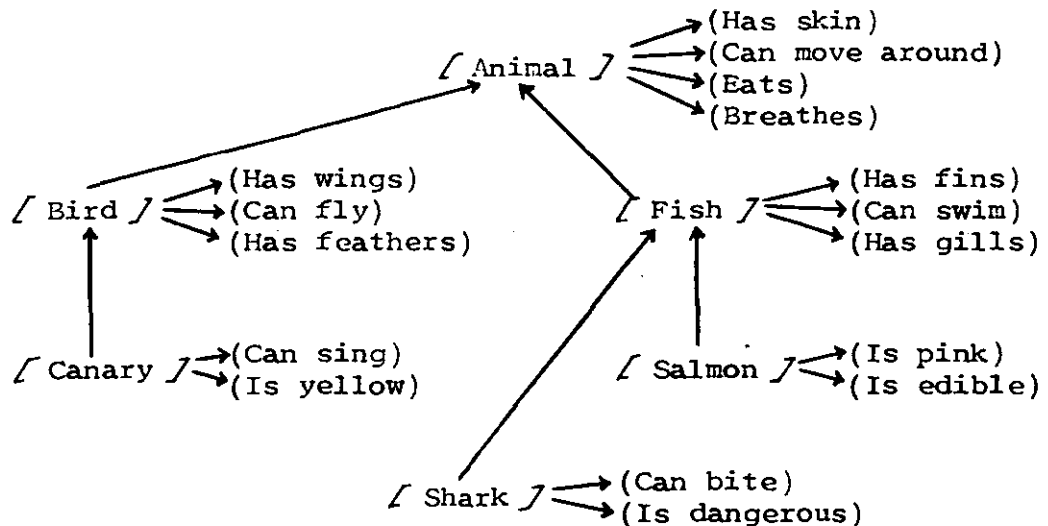 (Has skin)
[ Animal ] (Can move around)
(Eats)
(Breathes)
(Has wings)
[ Bird ] (Can fly)
(Has feathers)
(Has fins)
[ Fish ] (Can swim)
(Has gills)
[ Canary ] (Can sing)
(Is yellow)
[ Salmon ] (Is pink)
(Is edible)
[ Shark ] (Can bite)
(Is dangerous)